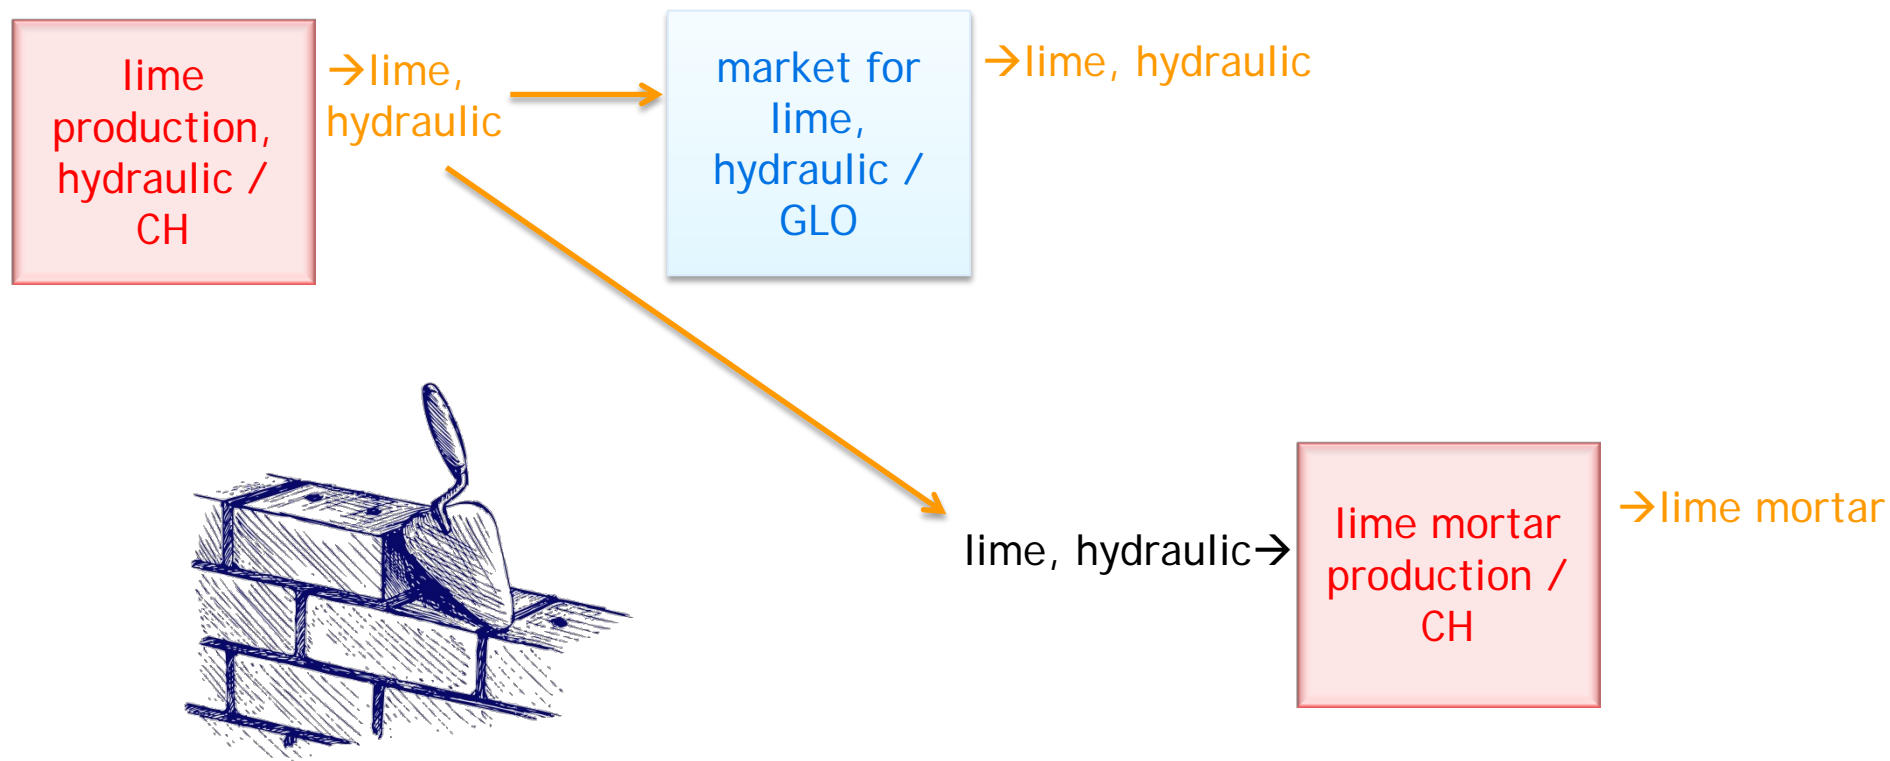 lime
production,
hydraulic /
CH
→lime,
hydraulic
market for
lime,
hydraulic /
GLO
→lime, hydraulic
lime, hydraulic→
lime mortar
production /
CH
→lime mortar